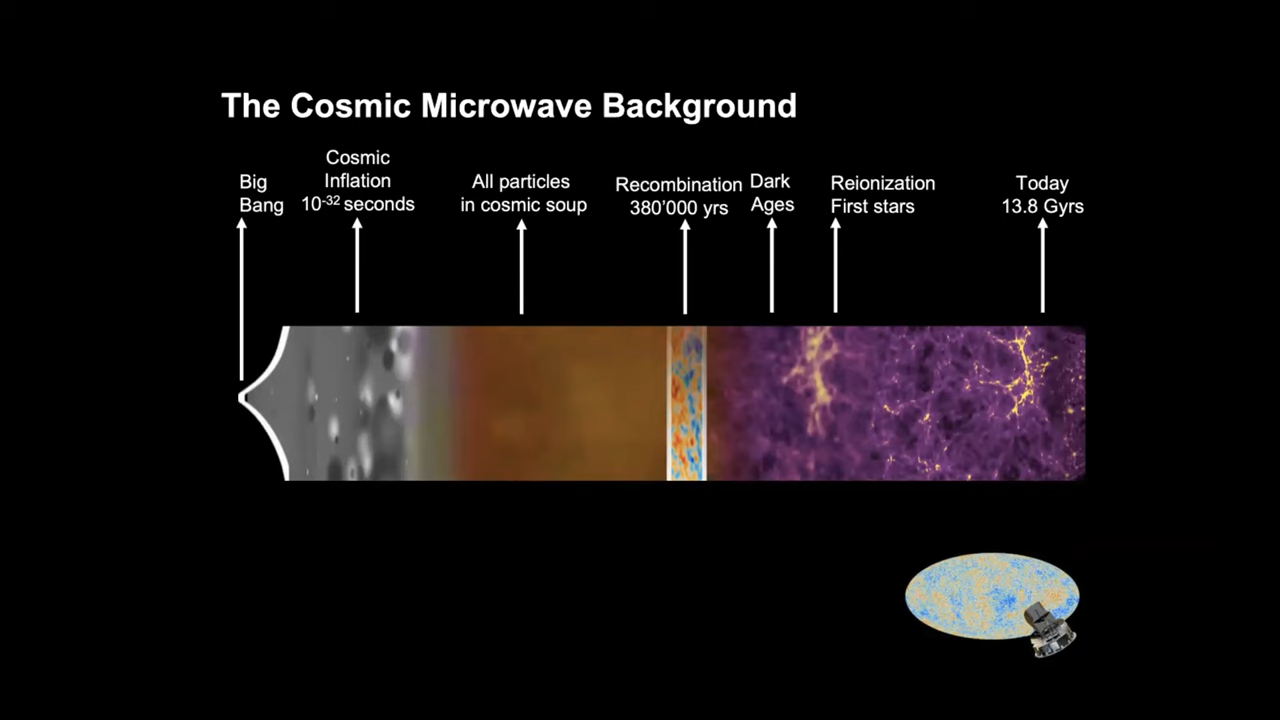 The Cosmic Microwave Background
Big
Bang
Cosmic
Inflation
10-32 seconds
All particles
in cosmic soup
Recombination
380’000 yrs
Dark
Ages
Reionization
First stars
Today
13.8 Gyrs